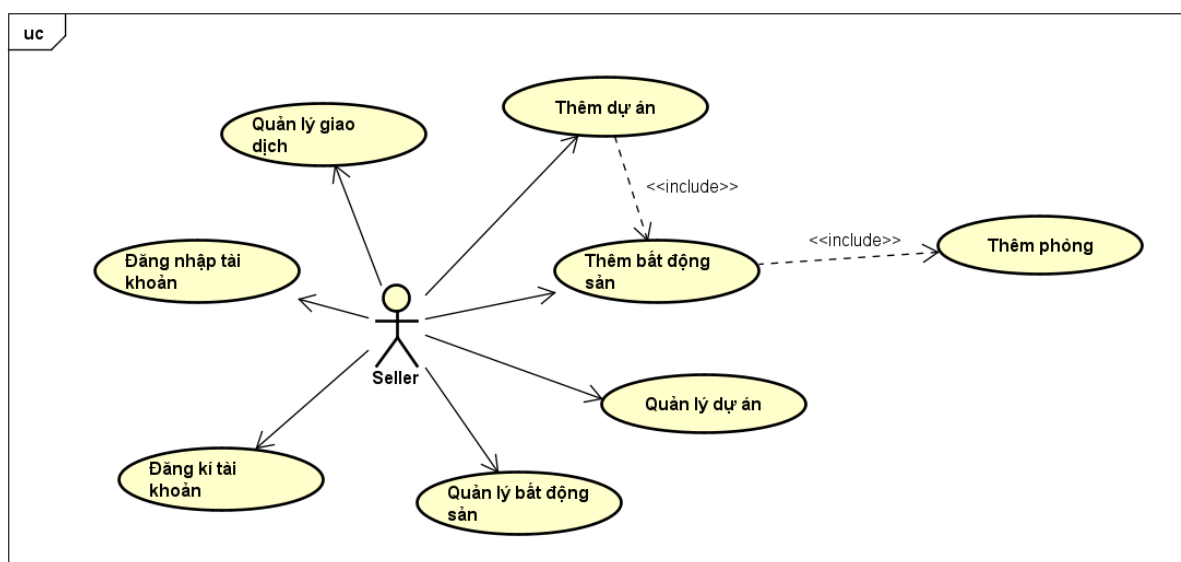 uc
Thêm dự án
Quản lý giao
dịch
<<include>>
Thêm phòng
<<include>>
Đăng nhập tài
khoản
Thêm bất động
sản
Seller
Quản lý dự án
Đăng kí tài
khoản
Quản lý bất động
sản